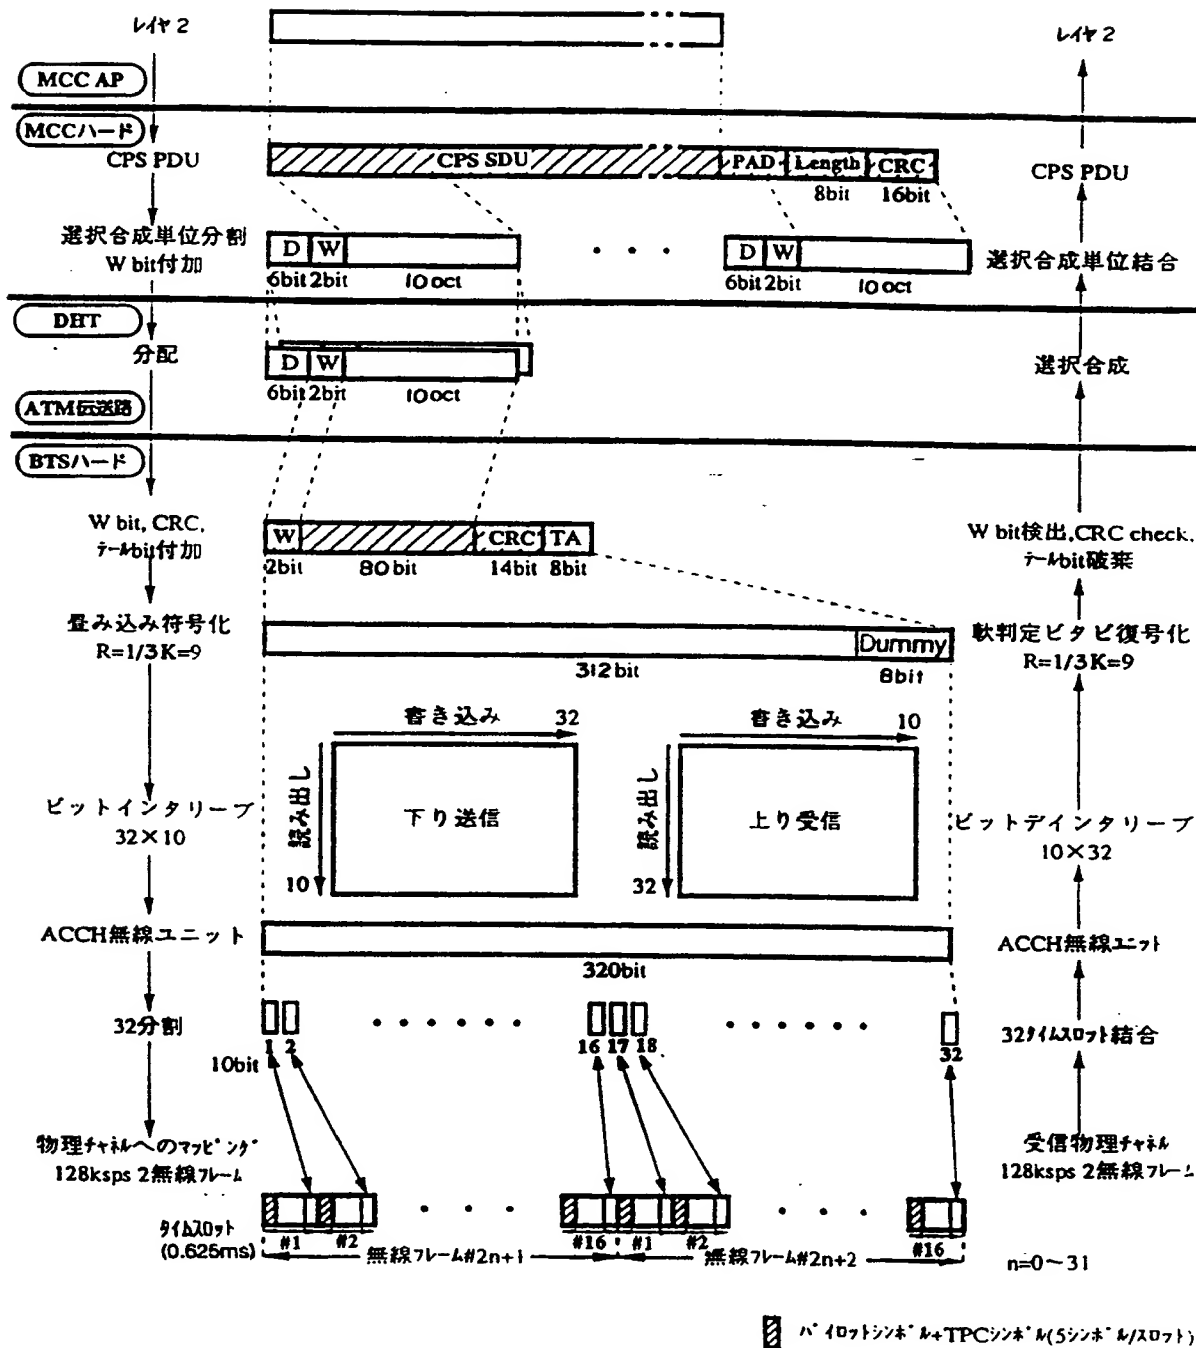 レイヤ2
レイヤ2
MCC AP
MCCハード
CPS PDU
CPS SDU
PAD
Length
CRC
8bit
16bit
CPS PDU
選択合成単位分割
W bit付加
D
W
6bit
2bit
10oct
・・・
D
W
6bit
2bit
10oct
選択合成単位結合
DHT
分配
D
W
6bit
2bit
10oct
選択合成
ATM伝送路
BTSハード
W bit, CRC,
テールbit付加
W
CRC
TA
2bit
80bit
14bit
8bit
W bit検出,CRC check,
テールbit破棄
畳み込み符号化
R=1/3 K=9
Dummy
312bit
8bit
軟判定ビタビ復号化
R=1/3 K=9
書き込み
32
読み出し
10
下り送信
書き込み
10
読み出し
32
上り受信
ビットインタリーブ
32×10
ビットデインタリーブ
10×32
ACCH無線ユニット
320bit
ACCH無線ユニット
32分割
10bit
1
2
16
17
18
32
32タイムスロット結合
物理チャネルへのマッピング
128ksps 2無線フレーム
受信物理チャネル
128ksps 2無線フレーム
タイムスロット
(0.625ms)
#1
#2
#16
#1
#2
#16
無線フレーム#2n+1
無線フレーム#2n+2
n=0〜31
パイロットシンボル+TPCシンボル(5シンボル/スロット)